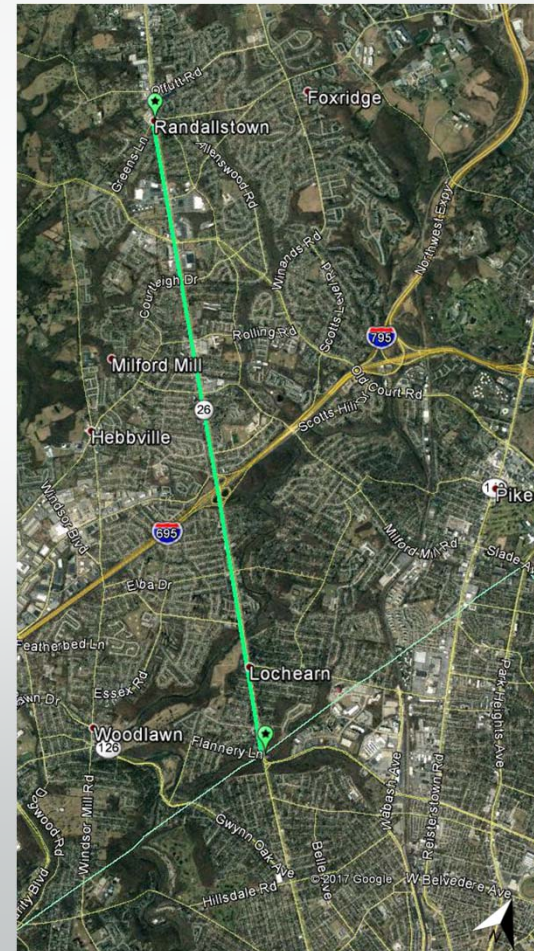 Offutt Rd
Foxridge
Randallstown
Greens Ln
Allenswood Rd
Northwest Expy
Winands Rd
Courtleigh Dr
Scotts Level Rd
Rolling Rd
795
Milford Mill
Old Court Rd
26
Scotts Hill Dr
Hebbville
Windsor Blvd
Pike
695
Milford Mill Rd
Slade Av
Elba Dr
Featherbed Ln
Lochearn
Essex Rd
awn Dr
Park Heights Ave
Woodlawn
126
Flannery Ln
Wabash Ave
Reisterstown Rd
Windsor Mill Rd
Gwynn Oak Ave
Belle Ave
© 2017 Google
W Belvedere Ave
Hillsdale Rd
N